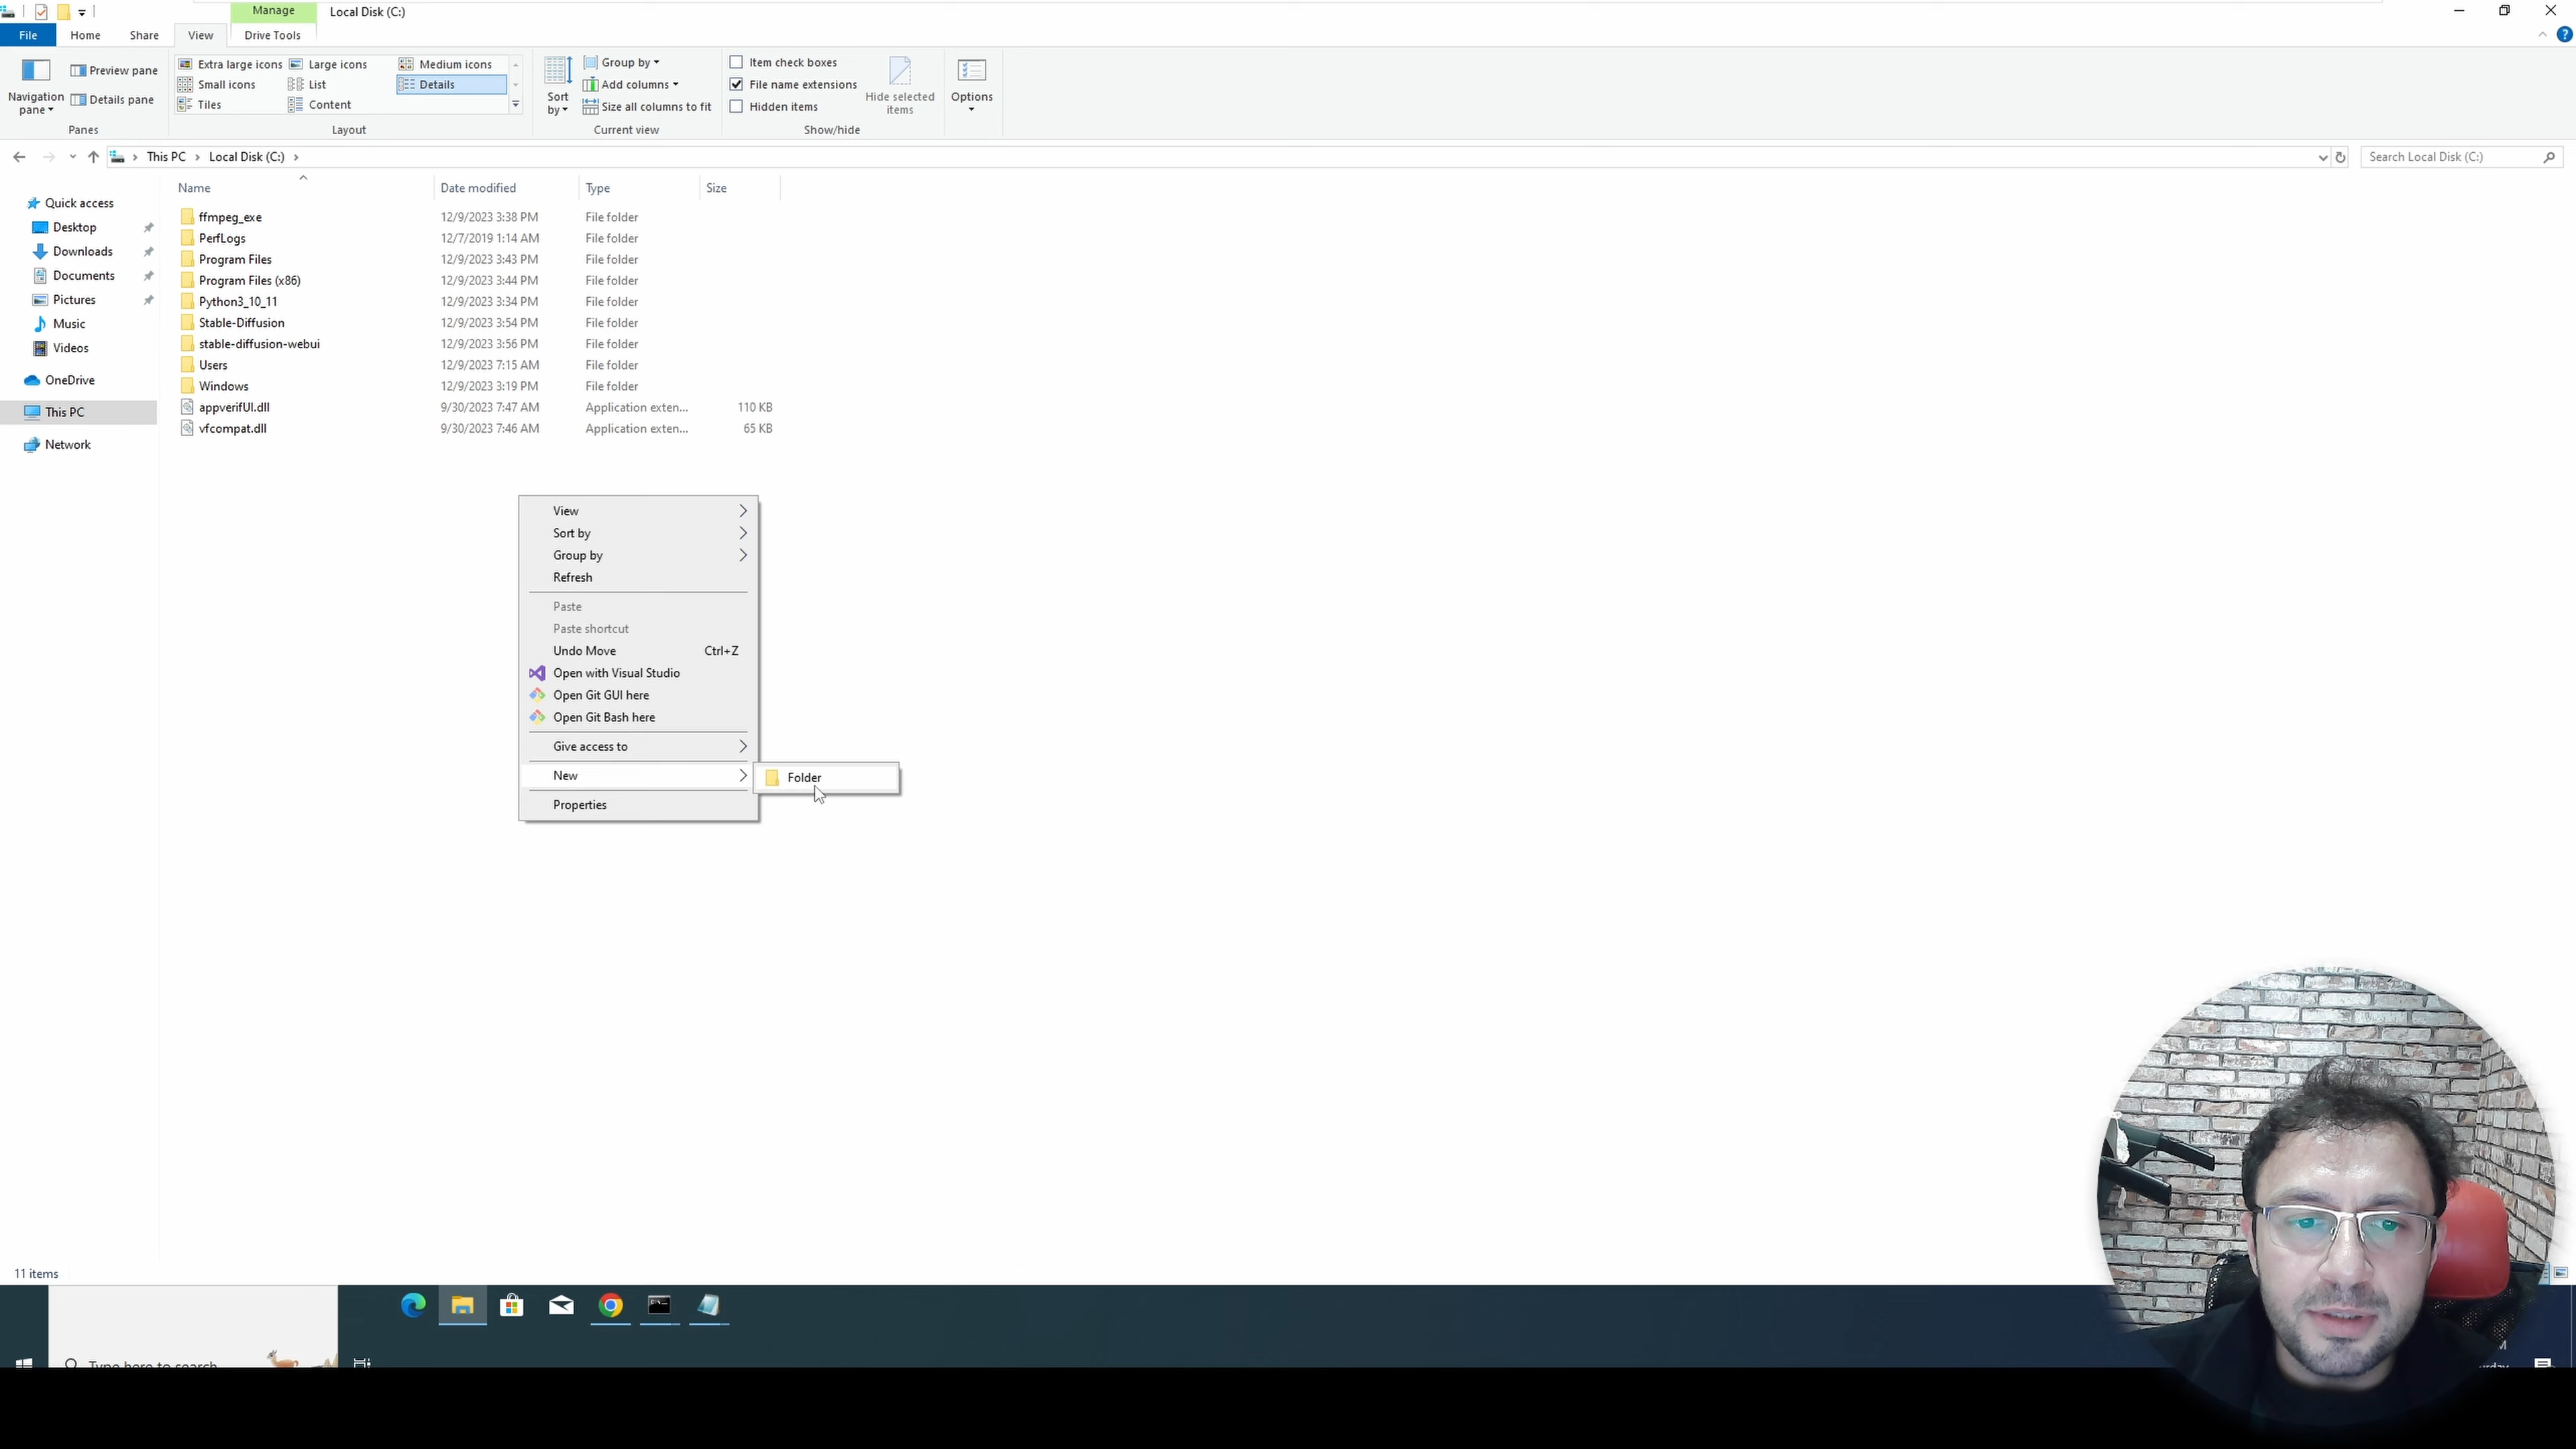 Manage Local Disk (C:)
File Home Share View Drive Tools
Navigation pane
Preview pane
Details pane
Panes
Extra large icons Large icons Medium icons
Small icons List Details
Tiles Content
Layout
Sort by
Group by
Add columns
Size all columns to fit
Current view
Item check boxes
File name extensions
Hidden items
Hide selected items
Show/hide
Options
This PC > Local Disk (C:) >
Search Local Disk (C:)
Quick access
Desktop
Downloads
Documents
Pictures
Music
Videos
OneDrive
This PC
Network
Name Date modified Type Size
ffmpeg_exe 12/9/2023 3:38 PM File folder
PerfLogs 12/7/2019 1:14 AM File folder
Program Files 12/9/2023 3:43 PM File folder
Program Files (x86) 12/9/2023 3:44 PM File folder
Python3_10_11 12/9/2023 3:34 PM File folder
Stable-Diffusion 12/9/2023 3:54 PM File folder
stable-diffusion-webui 12/9/2023 3:56 PM File folder
Users 12/9/2023 7:15 AM File folder
Windows 12/9/2023 3:19 PM File folder
appverifUI.dll 9/30/2023 7:47 AM Application exten... 110 KB
vfcompat.dll 9/30/2023 7:46 AM Application exten... 65 KB
View
Sort by
Group by
Refresh
Paste
Paste shortcut
Undo Move Ctrl+Z
Open with Visual Studio
Open Git GUI here
Open Git Bash here
Give access to
New
Folder
Properties
11 items
Type here to search